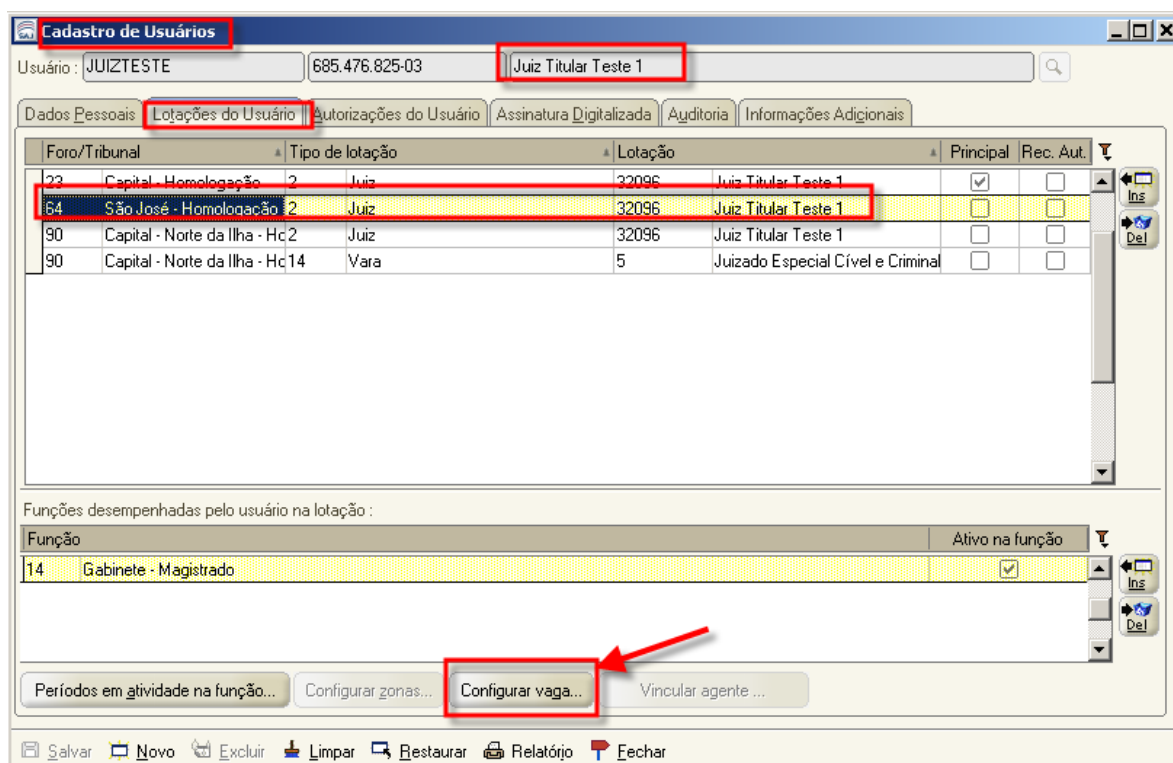 Cadastro de Usuários
Usuário : JUIZTESTE 685.476.825-03 Juiz Titular Teste 1
Dados Pessoais Lotações do Usuário Autorizações do Usuário Assinatura Digitalizada Auditoria Informações Adicionais
Foro/Tribunal Tipo de lotação Lotação Principal Rec. Aut.
23 Capital - Homologação 2 Juiz 32096 Juiz Titular Teste 1
Ins
64 São José - Homologação 2 Juiz 32096 Juiz Titular Teste 1
90 Capital - Norte da Ilha - Ho 2 Juiz 32096 Juiz Titular Teste 1
Del
90 Capital - Norte da Ilha - Ho 14 Vara 5 Juizado Especial Cível e Criminal
Funções desempenhadas pelo usuário na lotação :
Função Ativo na função
14 Gabinete - Magistrado
Ins
Del
Períodos em atividade na função... Configurar zonas... Configurar vaga... Vincular agente ...
Salvar Novo Excluir Limpar Restaurar Relatório Fechar